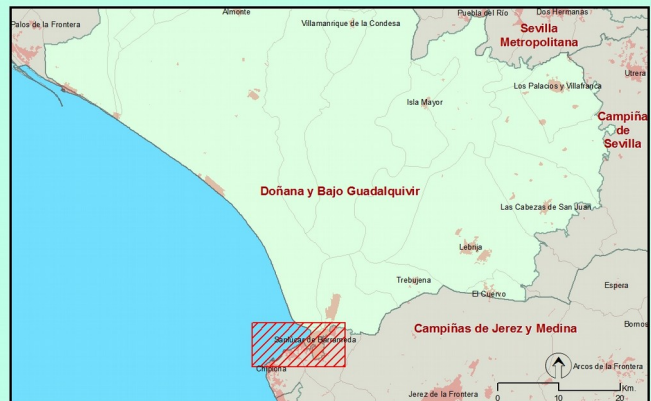 Almonte
Puebla del Río
Dos Hermanas
Palos de la Frontera
Villamanrique de la Condesa
Sevilla
Metropolitana
Utrera
Los Palacios y Villafranca
Isla Mayor
Campiña
de
Sevilla
Doñana y Bajo Guadalquivir
Las Cabezas de San Juan
Lebrija
Trebujena
El Cuervo
Espera
Bornos
Campiñas de Jerez y Medina
Sanlúcar de Barrameda
Chipiona
Arcos de la Frontera
Km.
0 10 20
Jerez de la Frontera